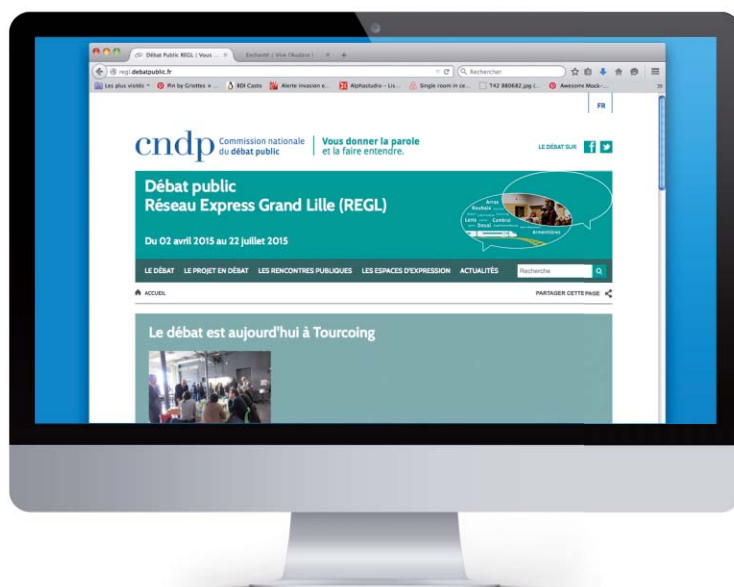 Débat Public REGL | Vous ...
Enchanté ( Vive l'Audace )
regl.debatpublic.fr
Rechercher
Les plus visités
Pin by Griottes
BDI Casts
Alerte invasion e...
Alphastudio – Lis...
Single room in ce...
T42 880682.jpg (...
Awesome Mock-...
FR
cndp
Commission nationale
du débat public
Vous donner la parole
et la faire entendre.
LE DÉBAT SUR
Débat public
Réseau Express Grand Lille (REGL)
Du 02 avril 2015 au 22 juillet 2015
Arras
Roubaix
Lens
Cambrai
Douai
Armentières
LE DÉBAT
LE PROJET EN DÉBAT
LES RENCONTRES PUBLIQUES
LES ESPACES D'EXPRESSION
ACTUALITÉS
Recherche
ACCUEIL
PARTAGER CETTE PAGE
Le débat est aujourd'hui à Tourcoing